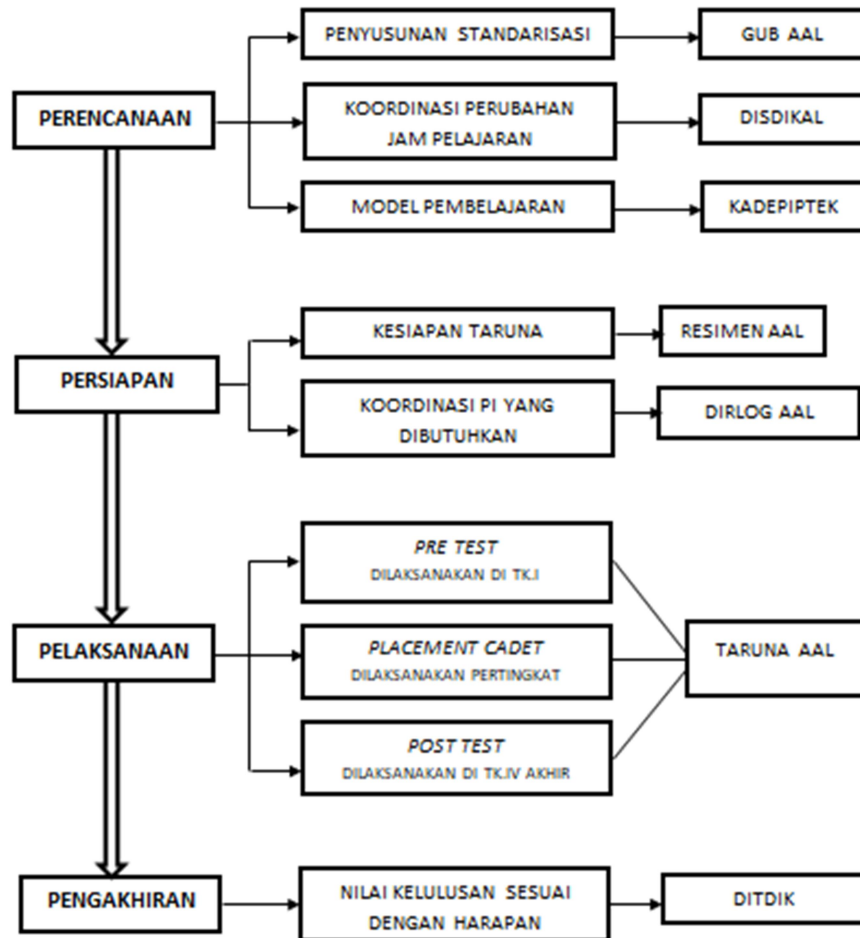 PENYUSUNAN STANDARISASI
GUB AAL
PERENCANAAN
KOORDINASI PERUBAHAN
JAM PELAJARAN
DISDIKAL
MODEL PEMBELAJARAN
KADEPIPTEK
KESIAPAN TARUNA
RESIMEN AAL
PERSIAPAN
KOORDINASI PI YANG
DIBUTUHKAN
DIRLOG AAL
PRE TEST
DILAKSANAKAN DI TK.I
PELAKSANAAN
PLACEMENT CADET
DILAKSANAKAN PERTINGKAT
TARUNA AAL
POST TEST
DILAKSANAKAN DI TK.IV AKHIR
PENGAKHIRAN
NILAI KELULUSAN SESUAI
DENGAN HARAPAN
DITDIK